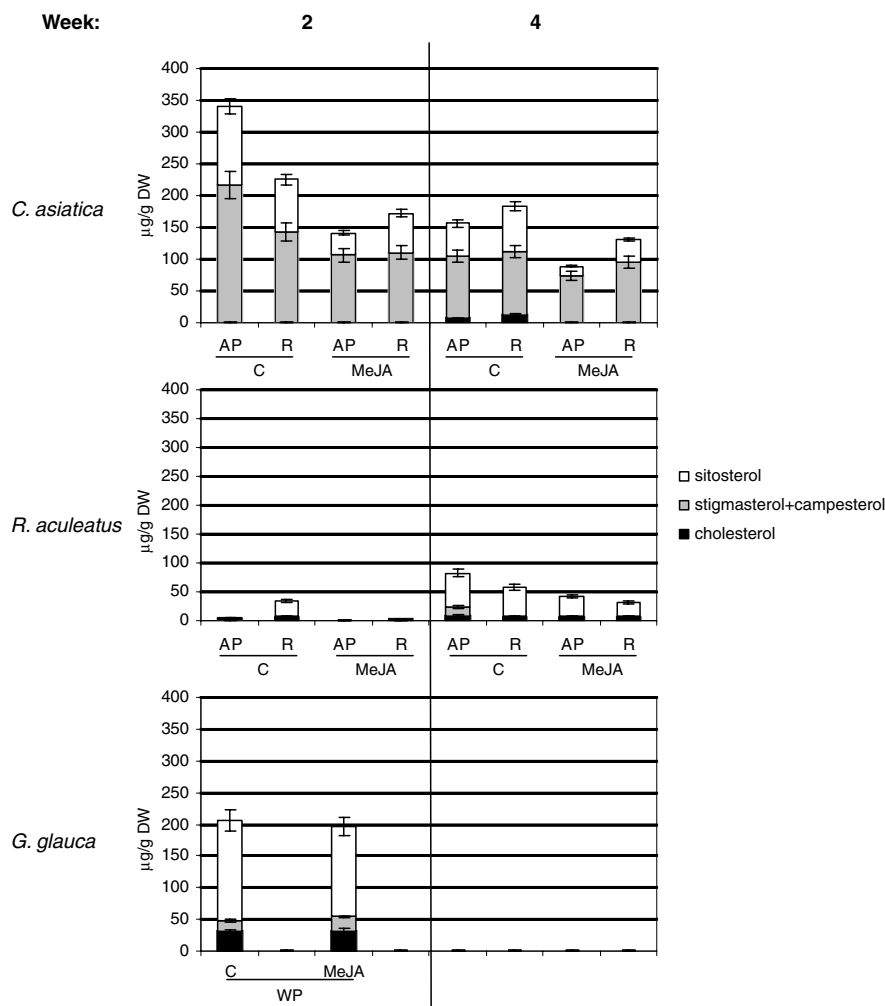 Week: 2 4
C. asiatica
µg/g DW
400
350
300
250
200
150
100
50
0
AP R AP R AP R AP R
C MeJA C MeJA
R. aculeatus
µg/g DW
400
350
300
250
200
150
100
50
0
AP R AP R AP R AP R
C MeJA C MeJA
sitosterol
stigmasterol+campesterol
cholesterol
G. glauca
µg/g DW
400
350
300
250
200
150
100
50
0
C MeJA
WP